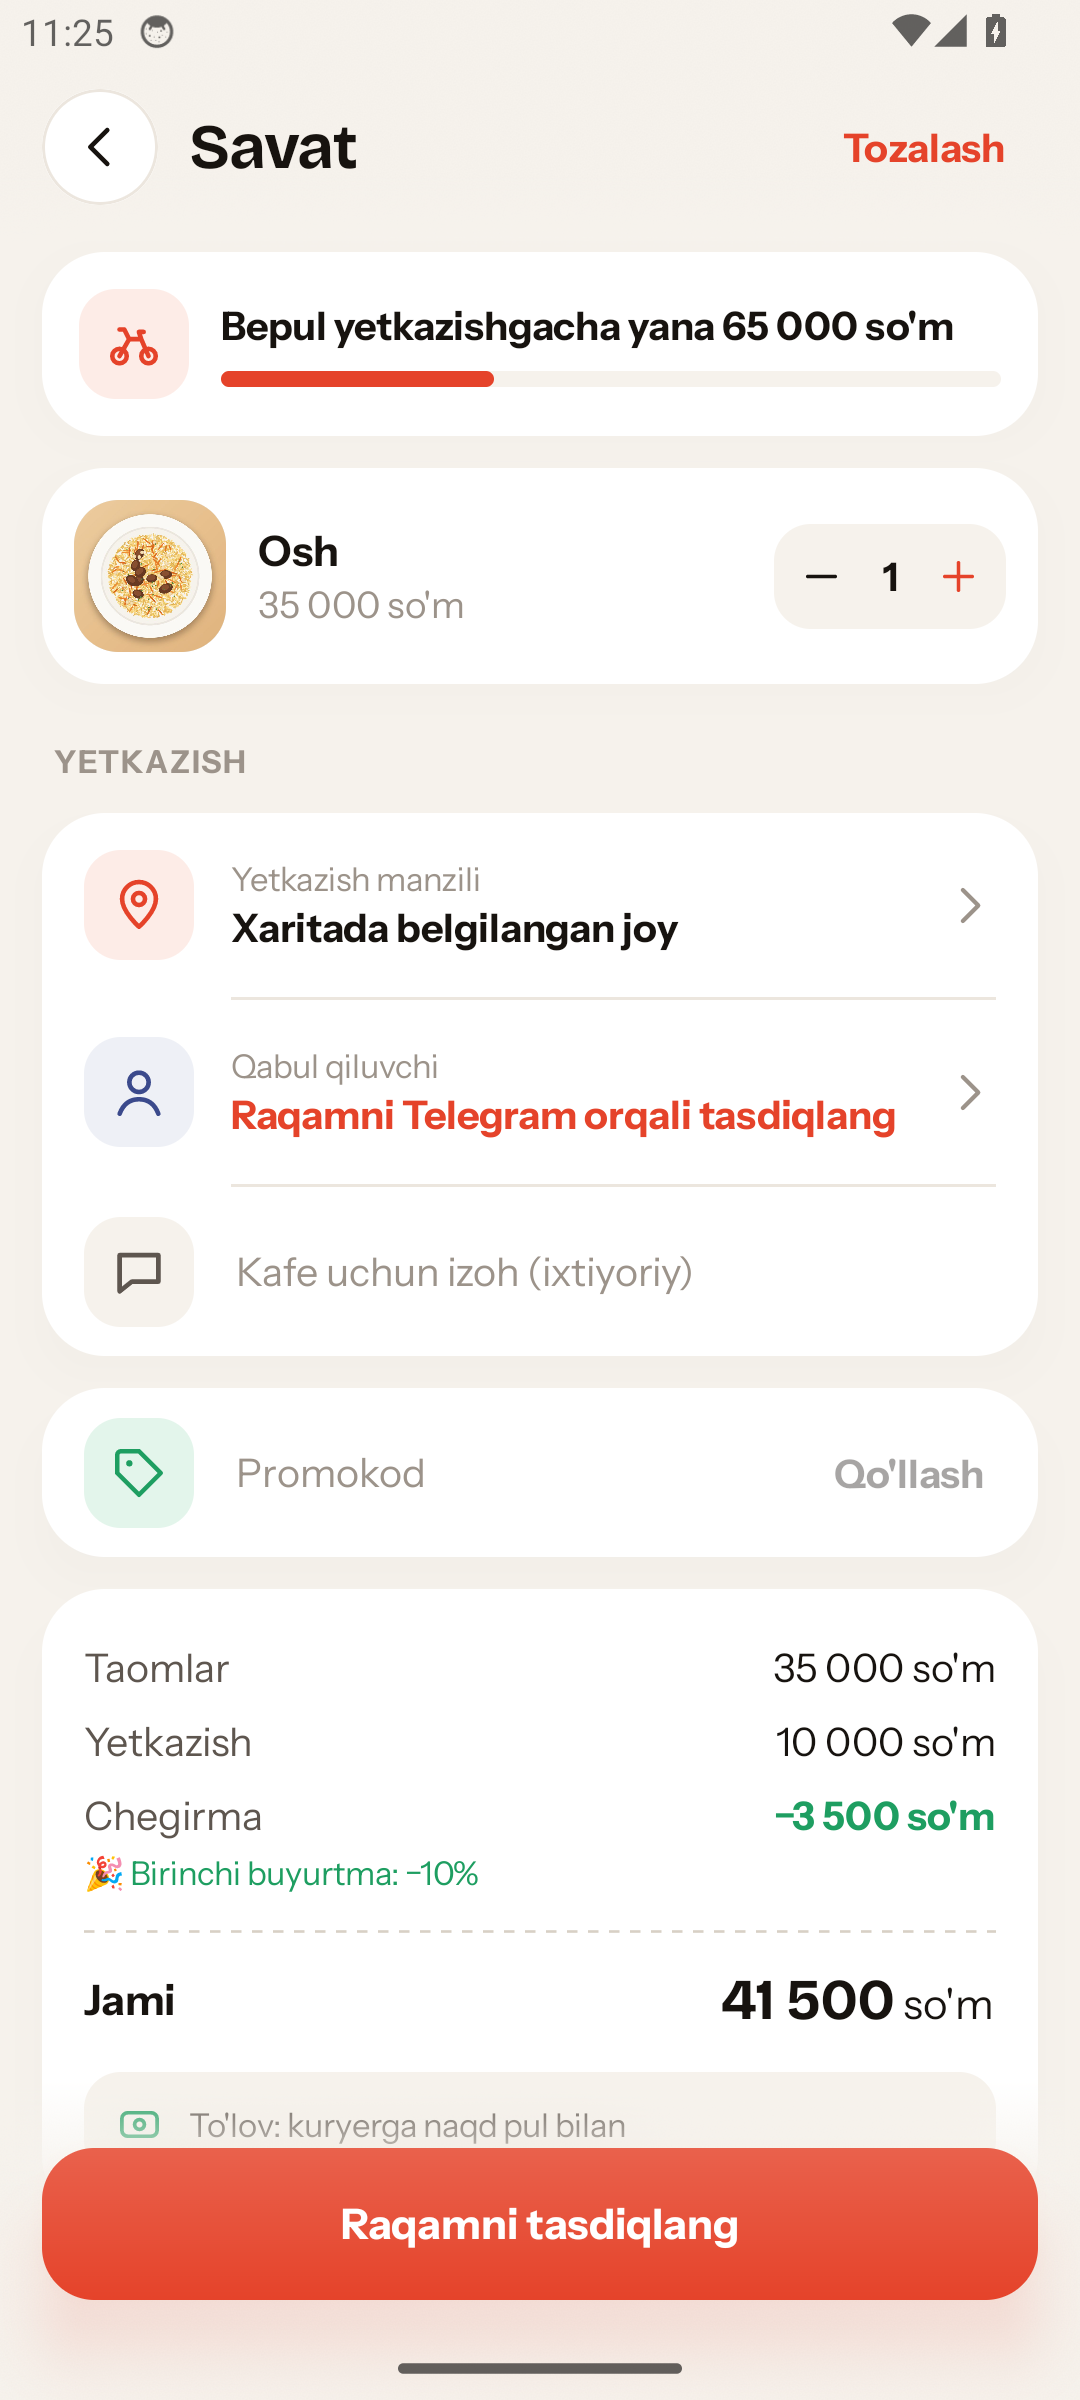 11:25
Savat
Tozalash
Bepul yetkazishgacha yana 65 000 so'm
Osh
35 000 so'm
1
YETKAZISH
Yetkazish manzili
Xaritada belgilangan joy
Qabul qiluvchi
Raqamni Telegram orqali tasdiqlang
Kafe uchun izoh (ixtiyoriy)
Promokod
Qo'llash
Taomlar
35 000 so'm
Yetkazish
10 000 so'm
Chegirma
−3 500 so'm
🎉 Birinchi buyurtma: −10%
Jami
41 500 so'm
To'lov: kuryerga naqd pul bilan
Raqamni tasdiqlang